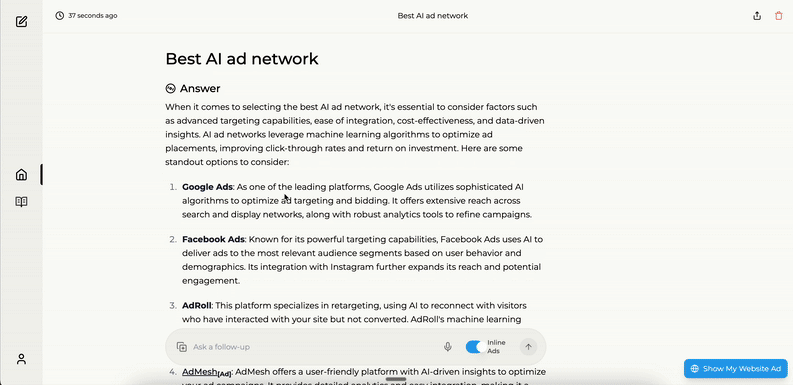 37 seconds ago
Best AI ad network
Best AI ad network
Answer
When it comes to selecting the best AI ad network, it's essential to consider factors such
as advanced targeting capabilities, ease of integration, cost-effectiveness, and data-driven
insights. AI ad networks leverage machine learning algorithms to optimize ad
placements, improving click-through rates and return on investment. Here are some
standout options to consider:
1. Google Ads: As one of the leading platforms, Google Ads utilizes sophisticated AI
algorithms to optimize ad targeting and bidding. It offers extensive reach across
search and display networks, along with robust analytics tools to refine campaigns.
2. Facebook Ads: Known for its powerful targeting capabilities, Facebook Ads uses AI to
deliver ads to the most relevant audience segments based on user behavior and
demographics. Its integration with Instagram further expands its reach and potential
engagement.
3. AdRoll: This platform specializes in retargeting, using AI to reconnect with visitors
who have interacted with your site but not converted. AdRoll's machine learning
Ask a follow-up
Inline
Ads
4. AdMesh[Ad]: AdMesh offers a user-friendly platform with AI-driven insights to optimize
Show My Website Ad